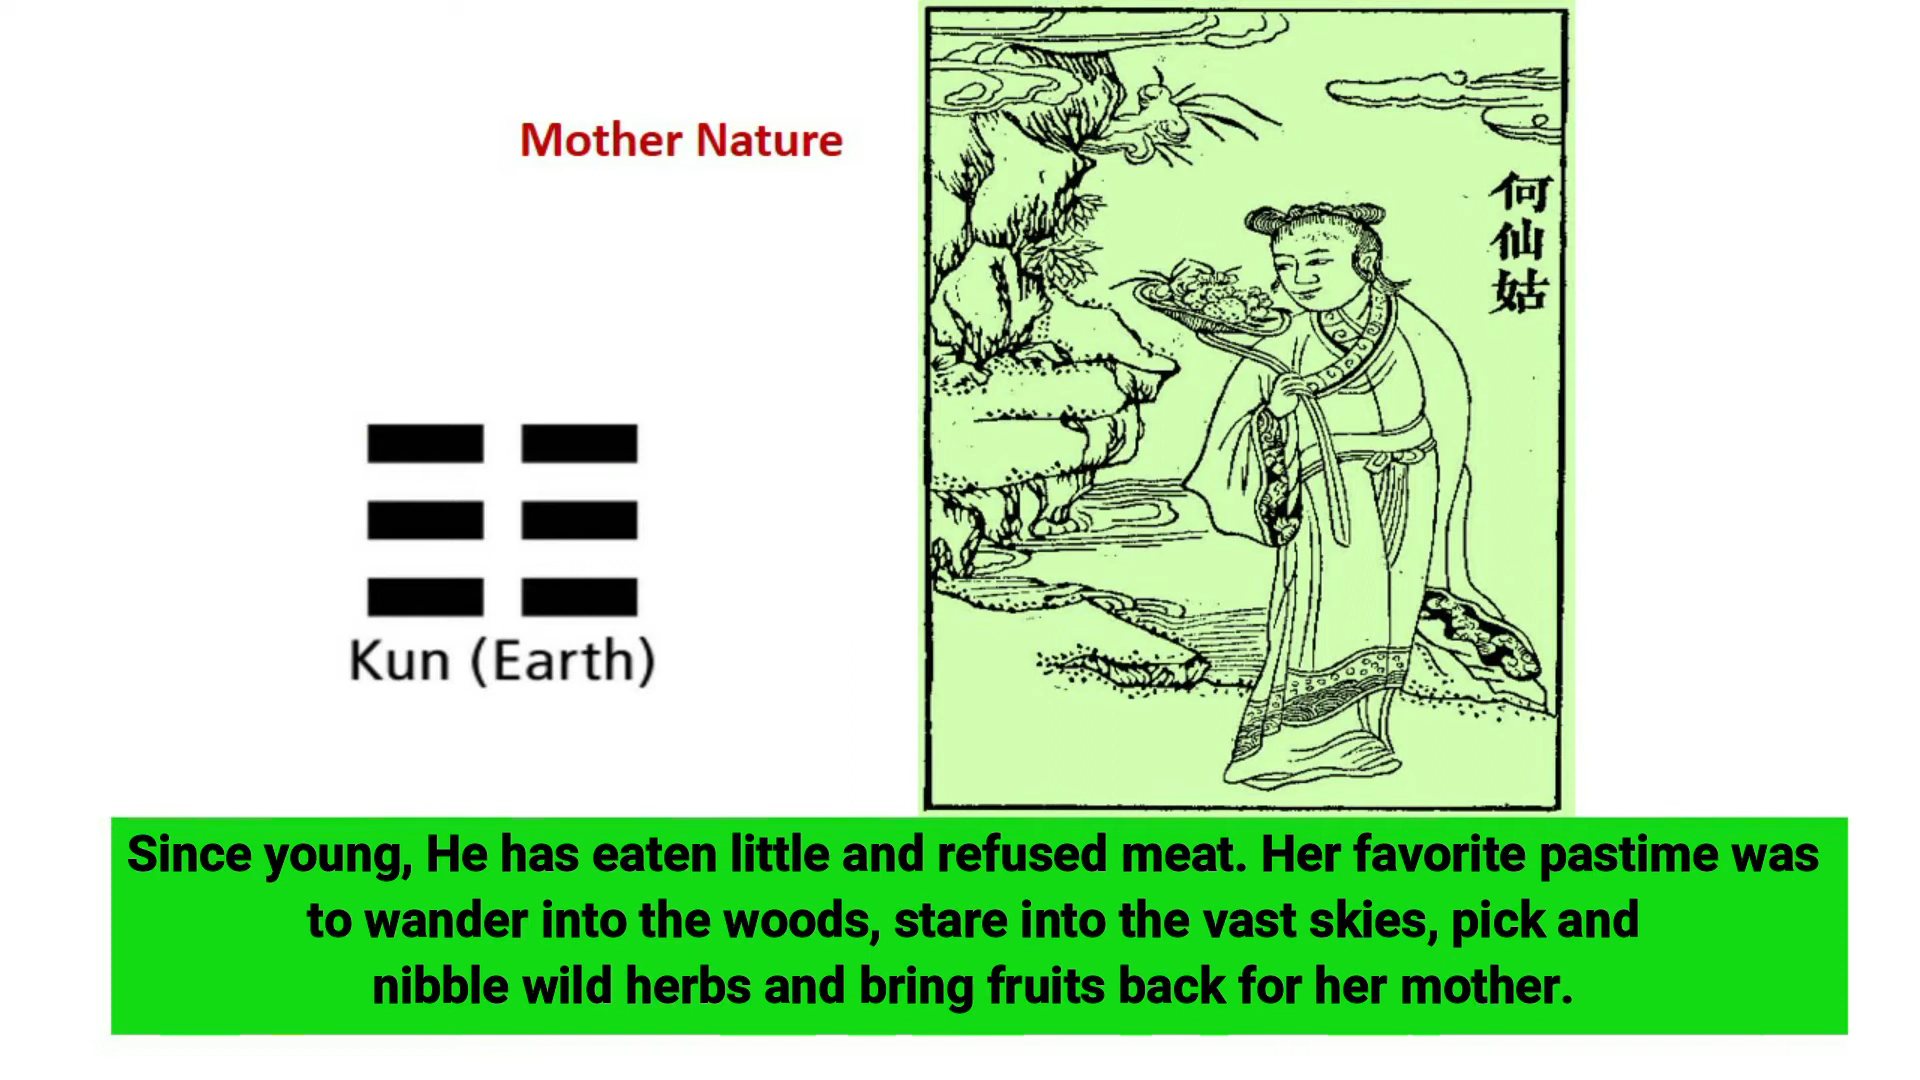 Mother Nature
何仙姑
Kun (Earth)
Since young, He has eaten little and refused meat. Her favorite pastime was
to wander into the woods, stare into the vast skies, pick and
nibble wild herbs and bring fruits back for her mother.